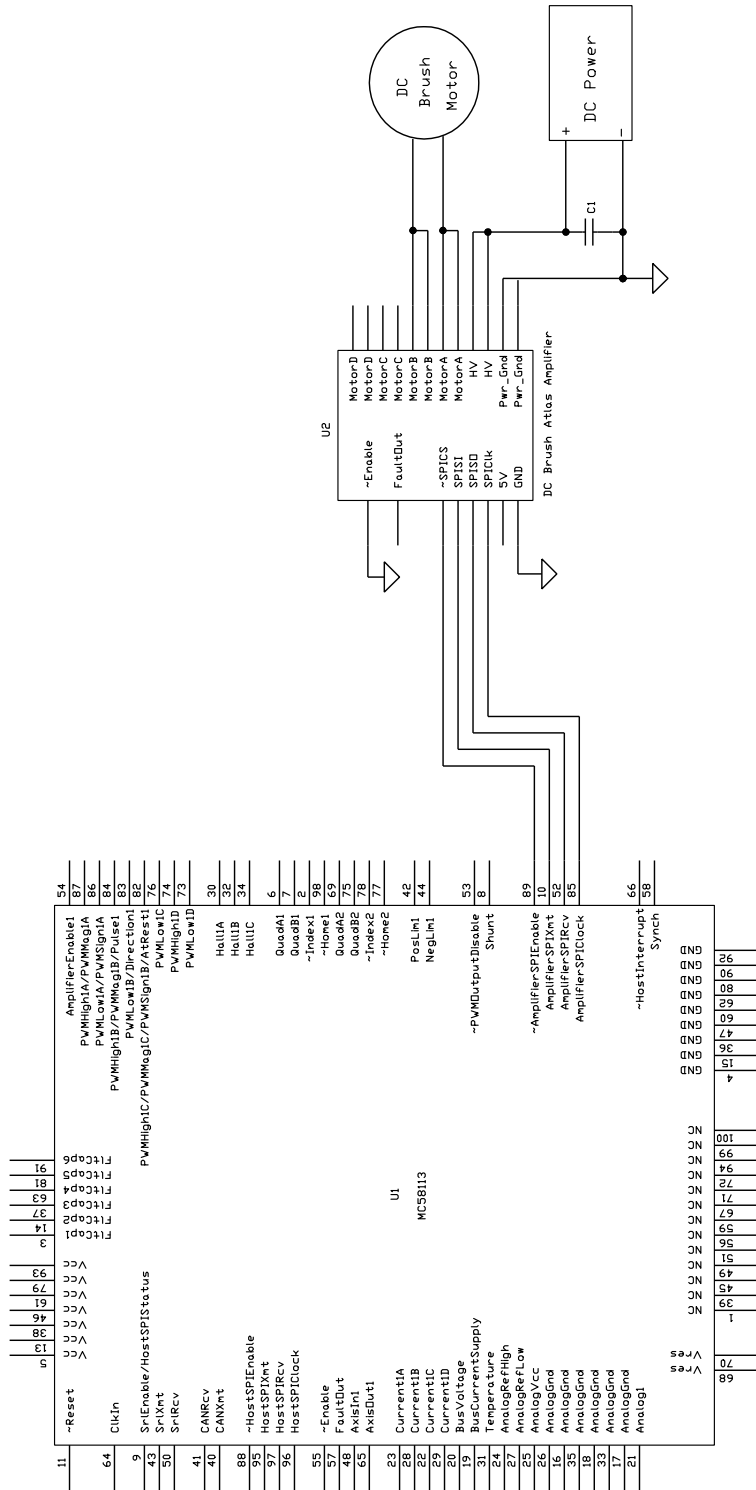 DC
Brush
Motor
DC Power
+
-
C1
U2
MotorD
MotorD
MotorC
MotorC
MotorB
MotorB
MotorA
MotorA
HV
HV
Pwr_Gnd
Pwr_Gnd
~Enable
FaultOut
~SPICS
SPISI
SPISO
SPIClk
5V
GND
DC Brush Atlas Amplifier
54 AmplifierEnable1
87 PWMHigh1A/PWMMag1A
86 PWMLow1A/PWMSign1A
84 PWMHigh1B/PWMMag1B/Pulse1
83 PWMLow1B/Direction1
82 PWMHigh1C/PWMMag1C/PWMSign1B/AtRest1
76 PWMLow1C
74 PWMHigh1D
73 PWMLow1D
30 Hall1A
32 Hall1B
34 Hall1C
6 QuadA1
7 QuadB1
2 ~Index1
98 ~Home1
69 QuadA2
75 QuadB2
78 ~Index2
77 ~Home2
42 PosLim1
44 NegLim1
53 ~PWMOutputDisable
8 Shunt
89 ~AmplifierSPIEnable
10 AmplifierSPIXmt
52 AmplifierSPIRcv
85 AmplifierSPIClock
66 ~HostInterrupt
58 Synch
91 FltCap6
81 FltCap5
63 FltCap4
37 FltCap3
14 FltCap2
3 FltCap1
93 Vcc
79 Vcc
61 Vcc
46 Vcc
38 Vcc
13 Vcc
5 Vcc
U1
MC58113
92 GND
90 GND
80 GND
62 GND
60 GND
47 GND
36 GND
15 GND
4 GND
100 NC
99 NC
94 NC
72 NC
71 NC
67 NC
59 NC
56 NC
51 NC
49 NC
45 NC
39 NC
1 NC
70 Vres
68 Vres
11 ~Reset
64 ClkIn
9 SrlEnable/HostSPIStatus
43 SrlXmt
50 SrlRcv
41 CANRcv
40 CANXmt
88 ~HostSPIEnable
95 HostSPIXmt
97 HostSPIRcv
96 HostSPIClock
55 ~Enable
57 FaultOut
48 AxisIn1
65 AxisOut1
23 Current1A
28 Current1B
22 Current1C
29 Current1D
20 BusVoltage
19 BusCurrentSupply
31 Temperature
24 AnalogRefHigh
27 AnalogRefLow
25 AnalogVcc
26 AnalogGnd
16 AnalogGnd
35 AnalogGnd
18 AnalogGnd
33 AnalogGnd
17 AnalogGnd
21 Analog1